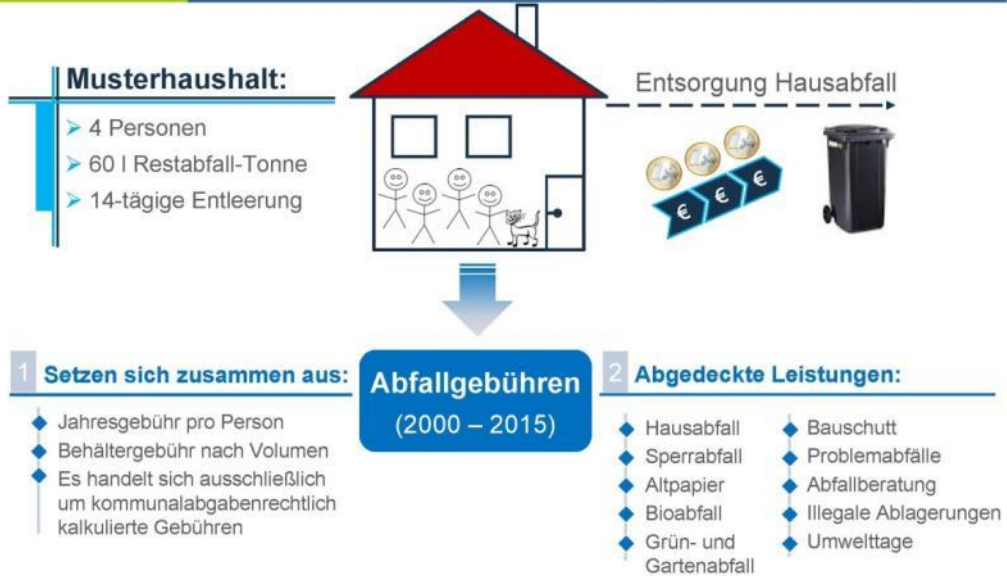 Musterhaushalt:
➢ 4 Personen
➢ 60 l Restabfall-Tonne
➢ 14-tägige Entleerung
Entsorgung Hausabfall
€ € €
1 Setzen sich zusammen aus:
◆ Jahresgebühr pro Person
◆ Behältergebühr nach Volumen
◆ Es handelt sich ausschließlich
um kommunalabgabenrechtlich
kalkulierte Gebühren
Abfallgebühren
(2000 – 2015)
2 Abgedeckte Leistungen:
◆ Hausabfall
◆ Sperrabfall
◆ Altpapier
◆ Bioabfall
◆ Grün- und
Gartenabfall
◆ Bauschutt
◆ Problemabfälle
◆ Abfallberatung
◆ Illegale Ablagerungen
◆ Umwelttage